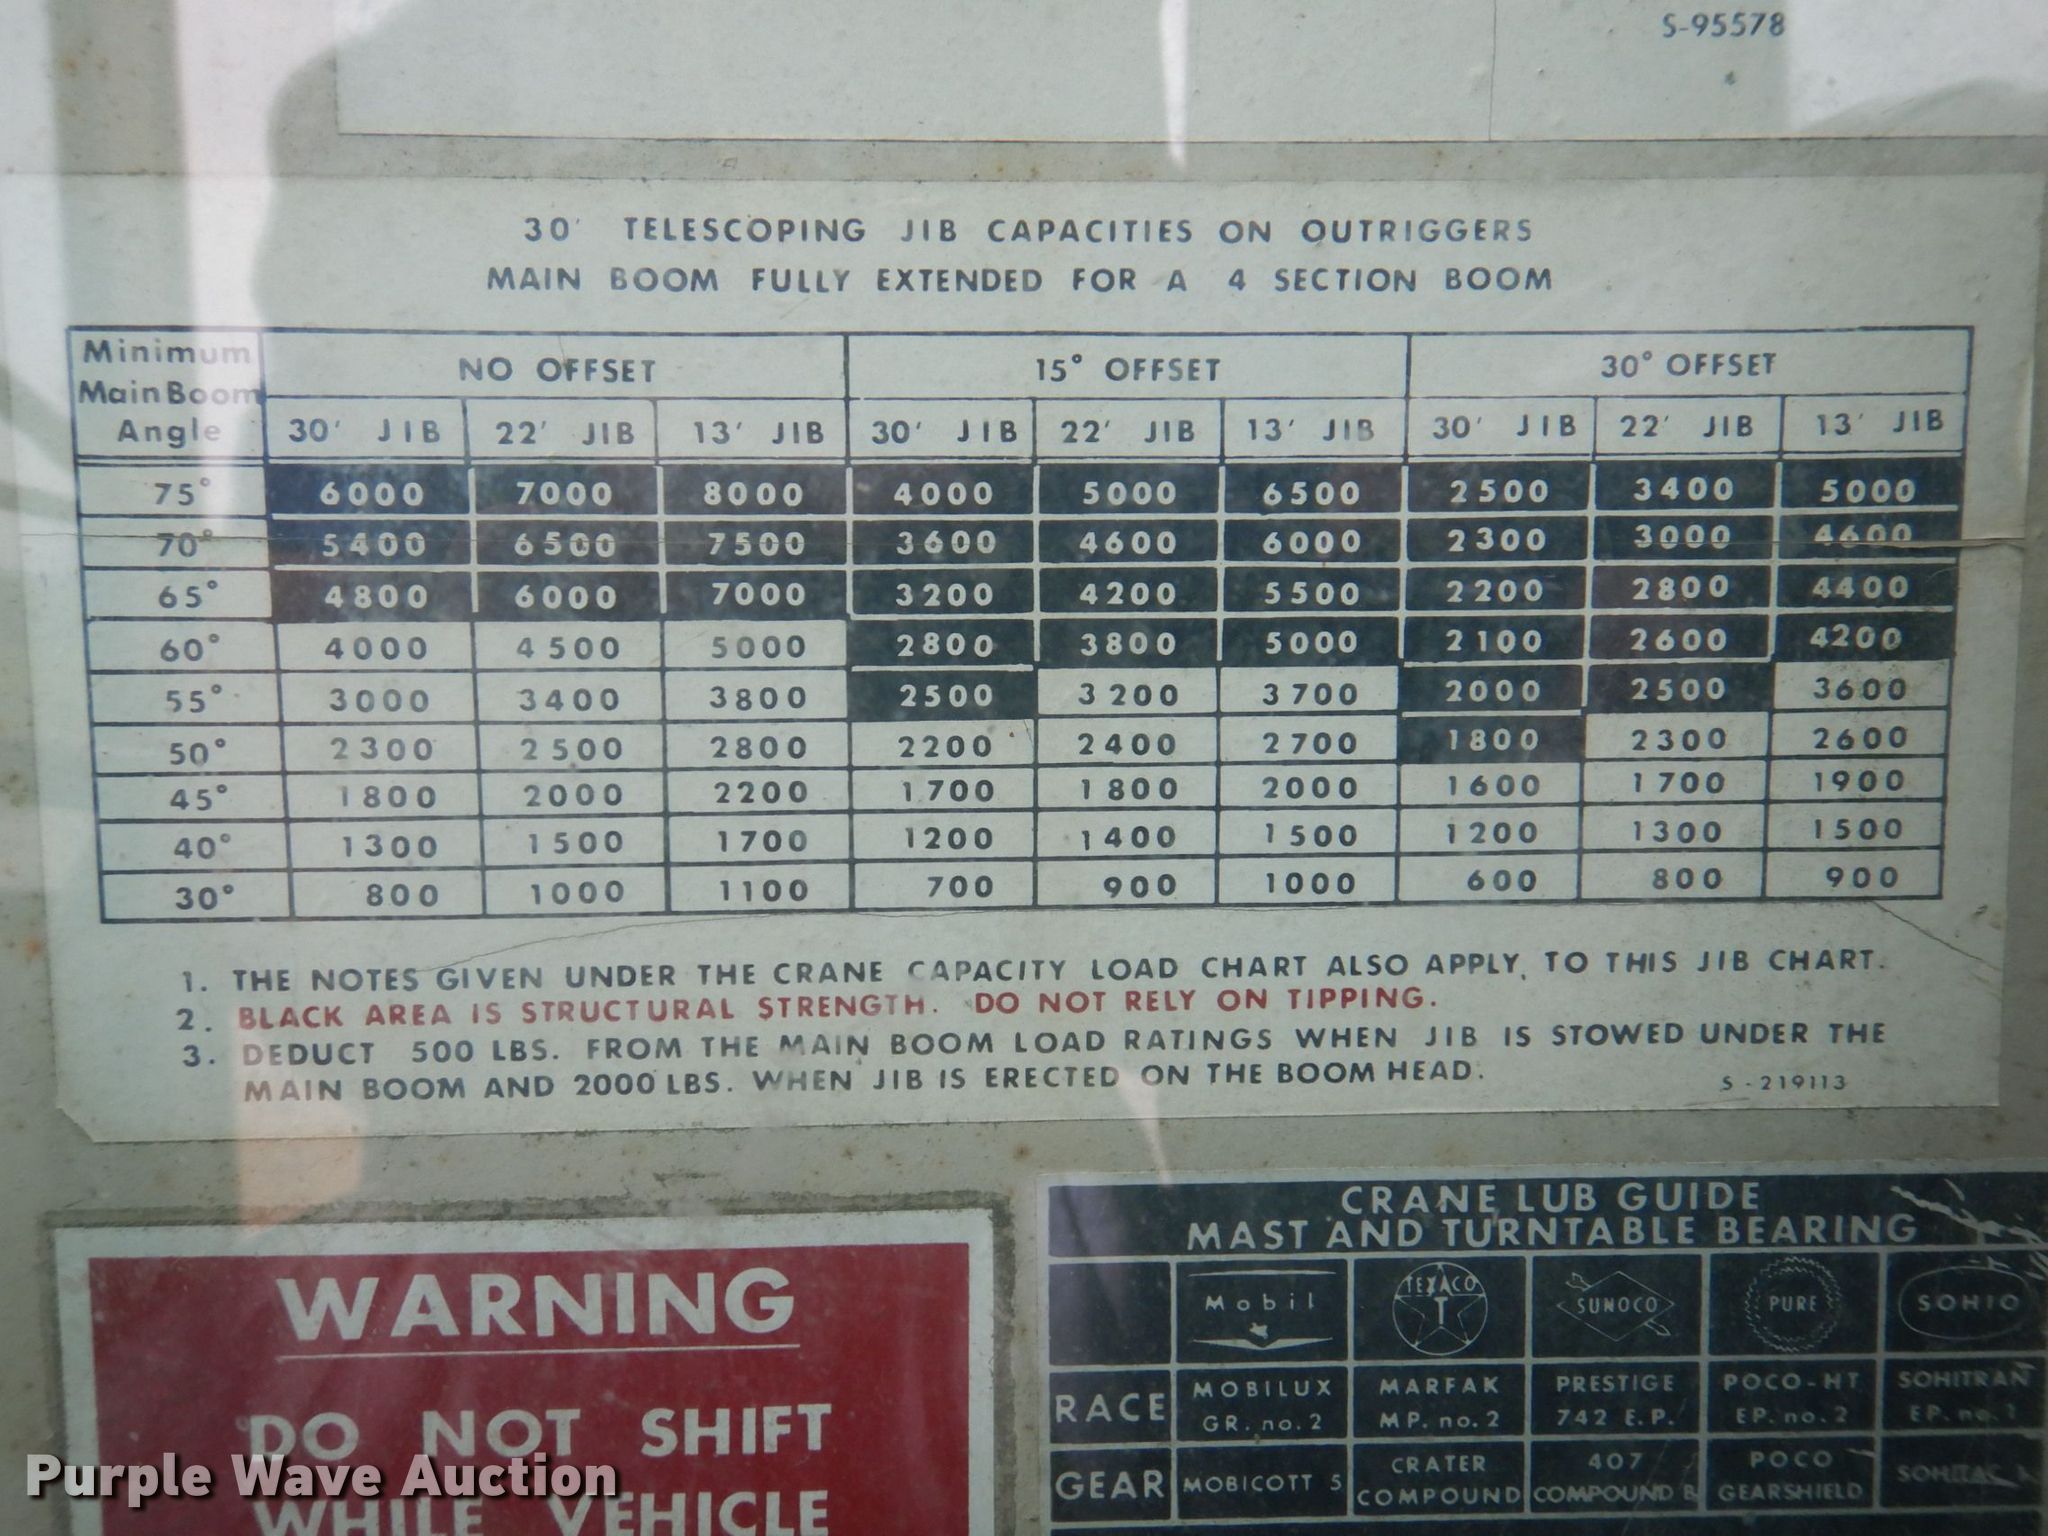 S-95578
30' TELESCOPING JIB CAPACITIES ON OUTRIGGERS
MAIN BOOM FULLY EXTENDED FOR A 4 SECTION BOOM
Minimum Main Boom Angle NO OFFSET 15° OFFSET 30° OFFSET
30' JIB 22' JIB 13' JIB 30' JIB 22' JIB 13' JIB 30' JIB 22' JIB 13' JIB
75° 6000 7000 8000 4000 5000 6500 2500 3400 5000
70° 5400 6500 7500 3600 4600 6000 2300 3000 4600
65° 4800 6000 7000 3200 4200 5500 2200 2800 4400
60° 4000 4500 5000 2800 3800 5000 2100 2600 4200
55° 3000 3400 3800 2500 3200 3700 2000 2500 3600
50° 2300 2500 2800 2200 2400 2700 1800 2300 2600
45° 1800 2000 2200 1700 1800 2000 1600 1700 1900
40° 1300 1500 1700 1200 1400 1500 1200 1300 1500
30° 800 1000 1100 700 900 1000 600 800 900
1. THE NOTES GIVEN UNDER THE CRANE CAPACITY LOAD CHART ALSO APPLY TO THIS JIB CHART.
2. BLACK AREA IS STRUCTURAL STRENGTH. DO NOT RELY ON TIPPING.
3. DEDUCT 500 LBS. FROM THE MAIN BOOM LOAD RATINGS WHEN JIB IS STOWED UNDER THE
MAIN BOOM AND 2000 LBS. WHEN JIB IS ERECTED ON THE BOOM HEAD.
S-219113
WARNING
DO NOT SHIFT
WHILE VEHICLE
CRANE LUB GUIDE
MAST AND TURNTABLE BEARING
Mobil TEXACO T SUNOCO PURE SOHIO
RACE MOBILUX GR. no. 2 MARFAK MP. no. 2 PRESTIGE 742 E.P. POCO-HT EP. no. 2 SOHITRAN EP. no. 1
GEAR MOBICOTT 5 CRATER COMPOUND 407 COMPOUND B POCO GEARSHIELD
Purple Wave Auction